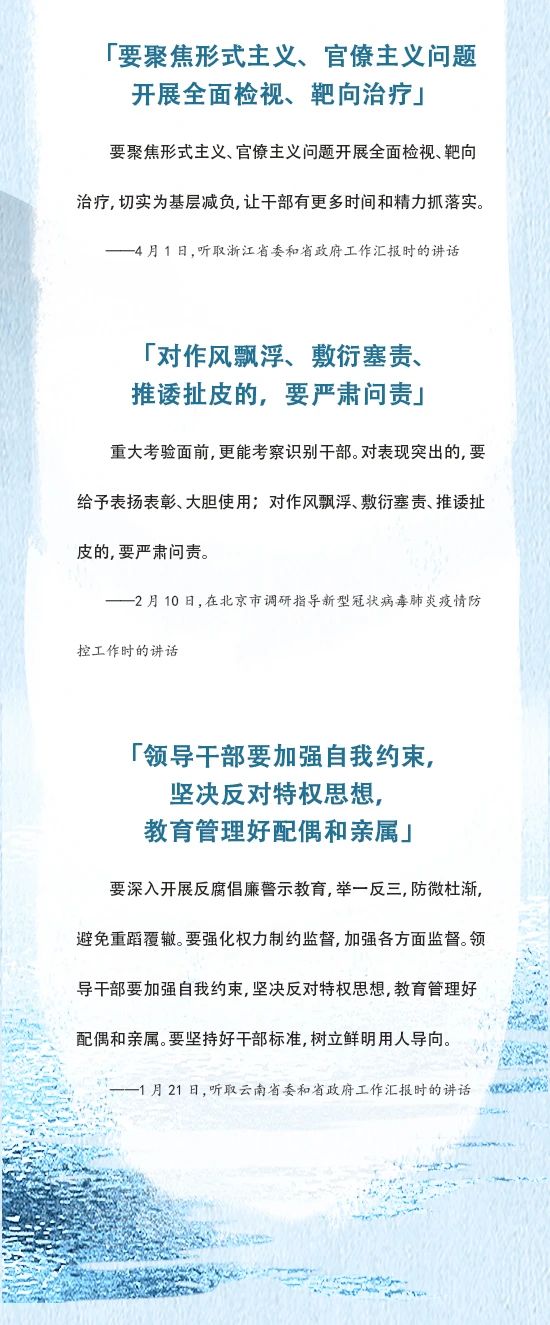 「要聚焦形式主义、官僚主义问题
开展全面检视、靶向治疗」
要聚焦形式主义、官僚主义问题开展全面检视、靶向
治疗，切实为基层减负，让干部有更多时间和精力抓落实。
——4月1日，听取浙江省委和省政府工作汇报时的讲话
「对作风飘浮、敷衍塞责、
推诿扯皮的，要严肃问责」
重大考验面前，更能考察识别干部。对表现突出的，要
给予表扬表彰、大胆使用；对作风飘浮、敷衍塞责、推诿扯
皮的，要严肃问责。
——2月10日，在北京市调研指导新型冠状病毒肺炎疫情防
控工作时的讲话
「领导干部要加强自我约束，
坚决反对特权思想，
教育管理好配偶和亲属」
要深入开展反腐倡廉警示教育，举一反三，防微杜渐，
避免重蹈覆辙。要强化权力制约监督，加强各方面监督。领
导干部要加强自我约束，坚决反对特权思想，教育管理好
配偶和亲属。要坚持好干部标准，树立鲜明用人导向。
——1月21日，听取云南省委和省政府工作汇报时的讲话